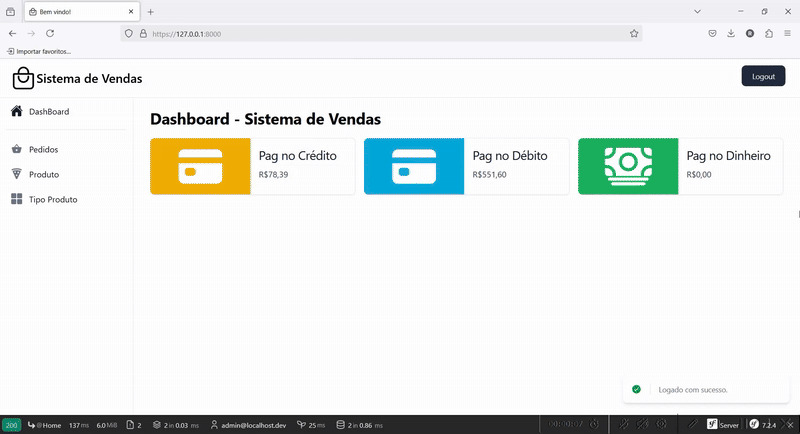 Bem vindo!
https://127.0.0.1:8000
Importar favoritos...
Sistema de Vendas
Logout
DashBoard
Pedidos
Produto
Tipo Produto
Dashboard - Sistema de Vendas
Pag no Crédito
R$78,39
Pag no Débito
R$551,60
Pag no Dinheiro
R$0,00
Logado com sucesso.
200 @ Home 137 ms 6.0 MiB 2 2 in 0.03 ms admin@localhost.dev 25 ms 2 in 0.86 ms 00:00:07 Server 7.2.4